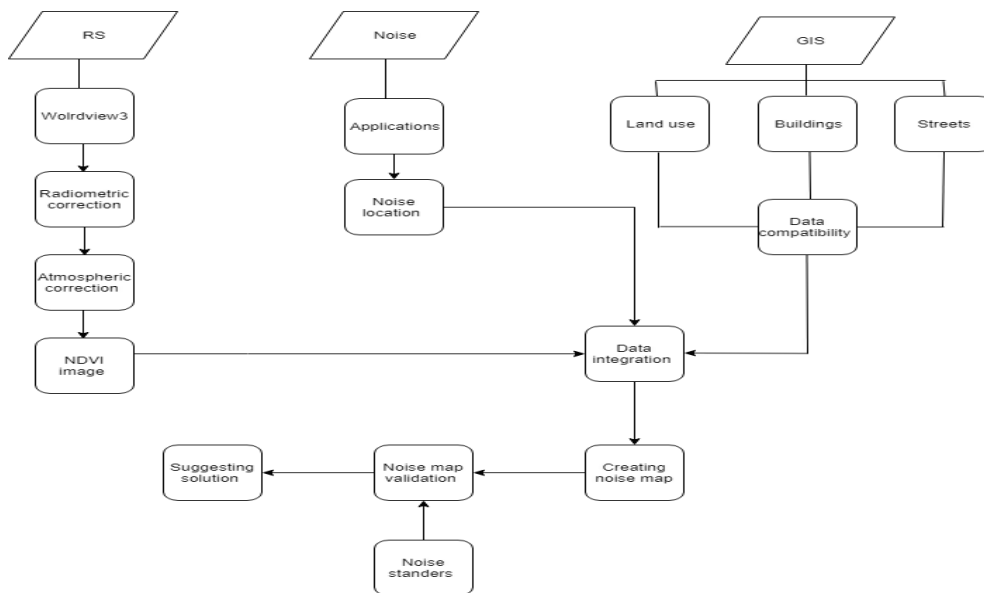 RS
Noise
GIS
Wolrdview3
Applications
Land use
Buildings
Streets
Radiometric
correction
Noise
location
Data
compatibility
Atmospheric
correction
NDVI
image
Data
integration
Suggesting
solution
Noise map
validation
Creating
noise map
Noise
standers